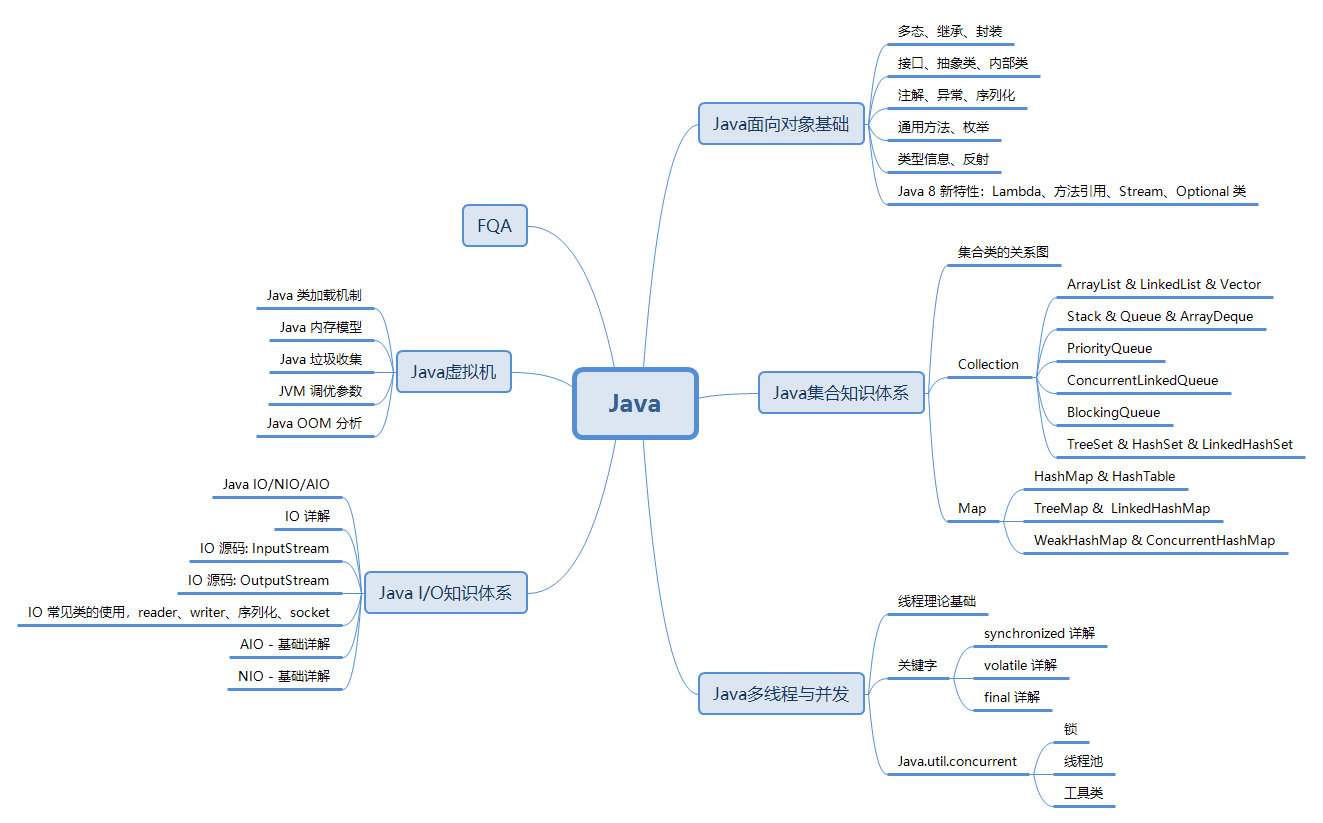 Java
Java面向对象基础
多态、继承、封装
接口、抽象类、内部类
注解、异常、序列化
通用方法、枚举
类型信息、反射
Java 8 新特性：Lambda、方法引用、Stream、Optional 类
Java集合知识体系
集合类的关系图
Collection
ArrayList & LinkedList & Vector
Stack & Queue & ArrayDeque
PriorityQueue
ConcurrentLinkedQueue
BlockingQueue
TreeSet & HashSet & LinkedHashSet
Map
HashMap & HashTable
TreeMap &  LinkedHashMap
WeakHashMap & ConcurrentHashMap
Java多线程与并发
线程理论基础
关键字
synchronized 详解
volatile 详解
final 详解
Java.util.concurrent
锁
线程池
工具类
FQA
Java虚拟机
Java 类加载机制
Java 内存模型
Java 垃圾收集
JVM 调优参数
Java OOM 分析
Java I/O知识体系
Java IO/NIO/AIO
IO 详解
IO 源码: InputStream
IO 源码: OutputStream
IO 常见类的使用，reader、writer、序列化、socket
AIO - 基础详解
NIO - 基础详解